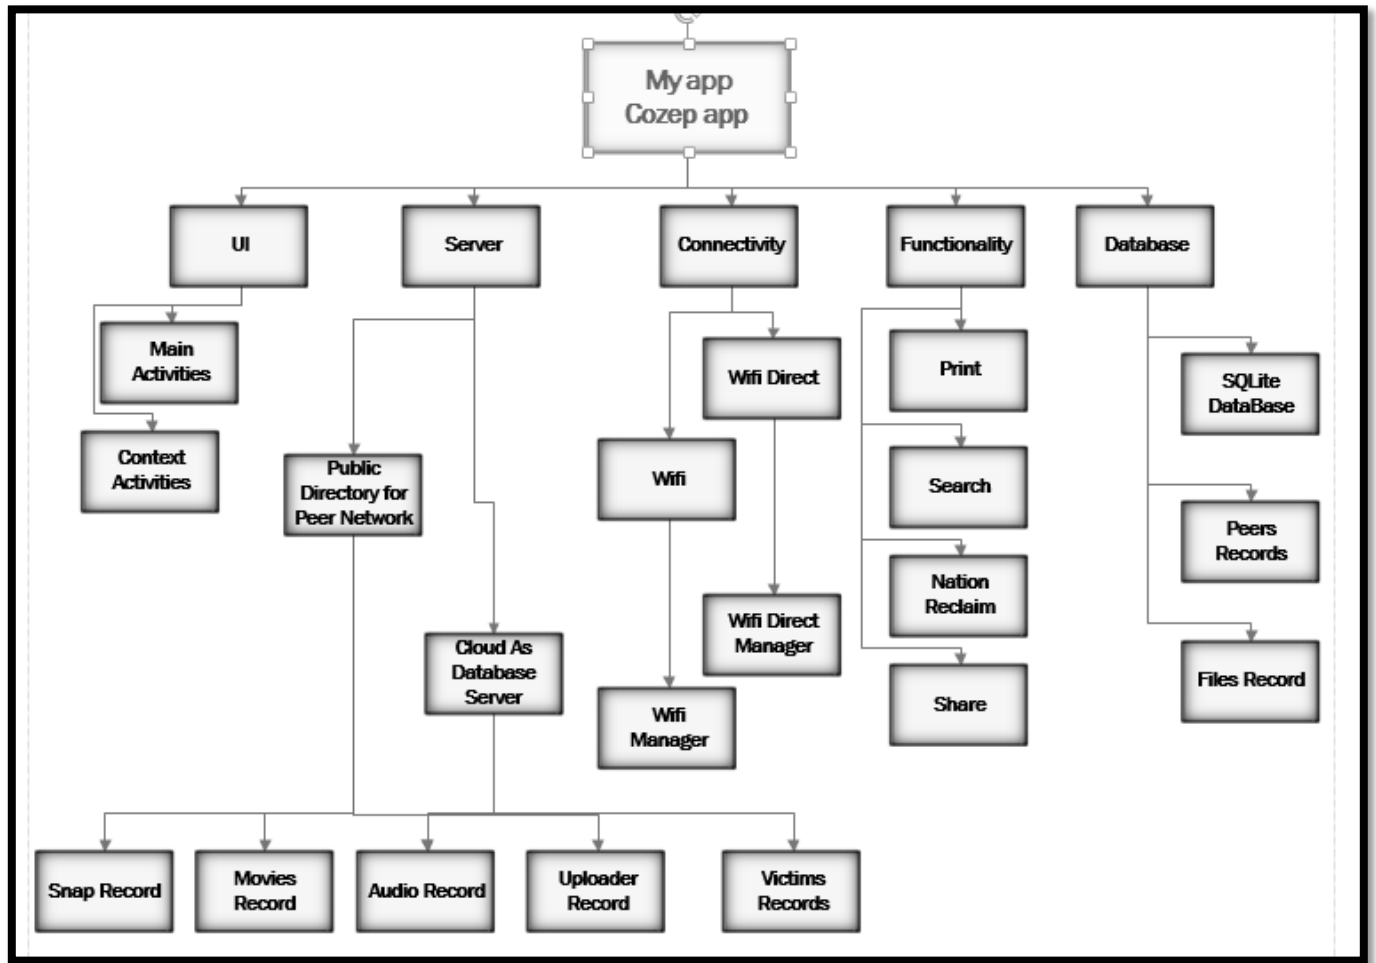 My app
Cozep app
UI
Server
Connectivity
Functionality
Database
Main
Activities
Wifi Direct
Print
SQLite
DataBase
Context
Activities
Public
Directory for
Peer Network
Wifi
Search
Peers
Records
Nation
Reclaim
Wifi Direct
Manager
Cloud As
Database
Server
Wifi
Manager
Share
Files Record
Snap Record
Movies
Record
Audio Record
Uploader
Record
Victims
Records